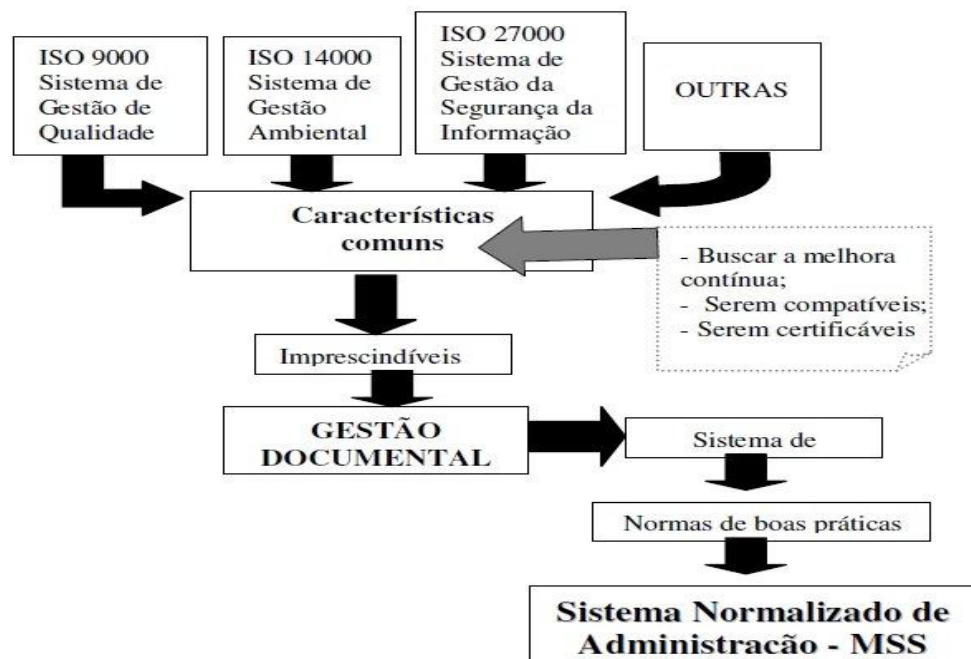 ISO 9000
Sistema de
Gestão de
Qualidade
ISO 14000
Sistema de
Gestão
Ambiental
ISO 27000
Sistema de
Gestão da
Segurança da
Informação
OUTRAS
Características
comuns
- Buscar a melhora
contínua;
- Serem compatíveis;
- Serem certificáveis
Imprescindíveis
GESTÃO
DOCUMENTAL
Sistema de
Normas de boas práticas
Sistema Normalizado de
Administracão - MSS